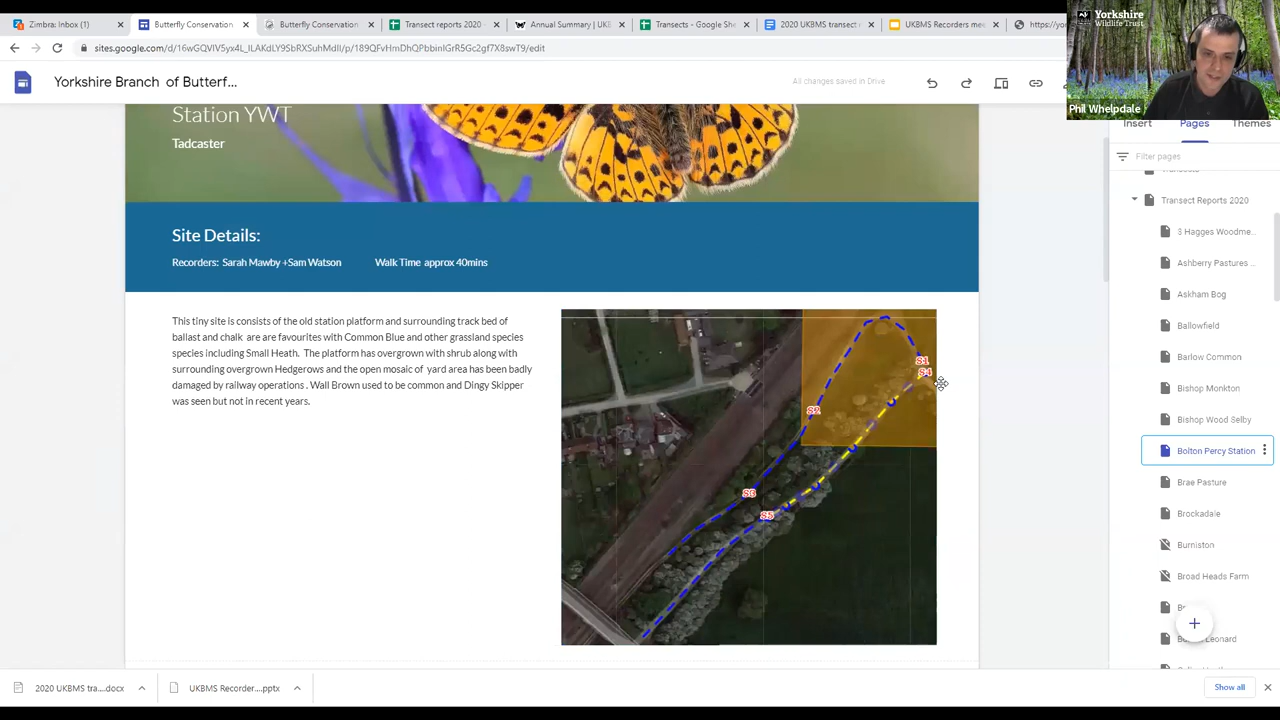 Zimbra: Inbox (1)
Butterfly Conservation
Butterfly Conservation
Transect reports 2020
Annual Summary | UKB
Transects - Google She
2020 UKBMS transect r
UKBMS Recorders me
https://yo
sites.google.com/d/
/edit
Yorkshire Branch of Butterf...
All changes saved in Drive
Yorkshire
Wildlife Trust
Phil Whelpdale
Insert
Pages
Themes
Filter pages
Transects
Transect Reports 2020
S Hagges Woodme...
Ashberry Pastures ...
Askham Bog
Ballowfield
Barlow Common
Bishop Monkton
Bishop Wood Selby
Bolton Percy Station
Brae Pasture
Brockadale
Burniston
Broad Heads Farm
Leonard
Station YWT
Tadcaster
Site Details:
Recorders: Sarah Mawby +Sam Watson
Walk Time approx 40mins
This tiny site is consists of the old station platform and surrounding track bed of
ballast and chalk are are favourites with Common Blue and other grassland species
species including Small Heath. The platform has overgrown with shrub along with
surrounding overgrown Hedgerows and the open mosaic of yard area has been badly
damaged by railway operations . Wall Brown used to be common and Dingy Skipper
was seen but not in recent years.
S1
S4
S2
S3
S5
2020 UKBMS tra....docx
UKBMS Recorder....pptx
Show all